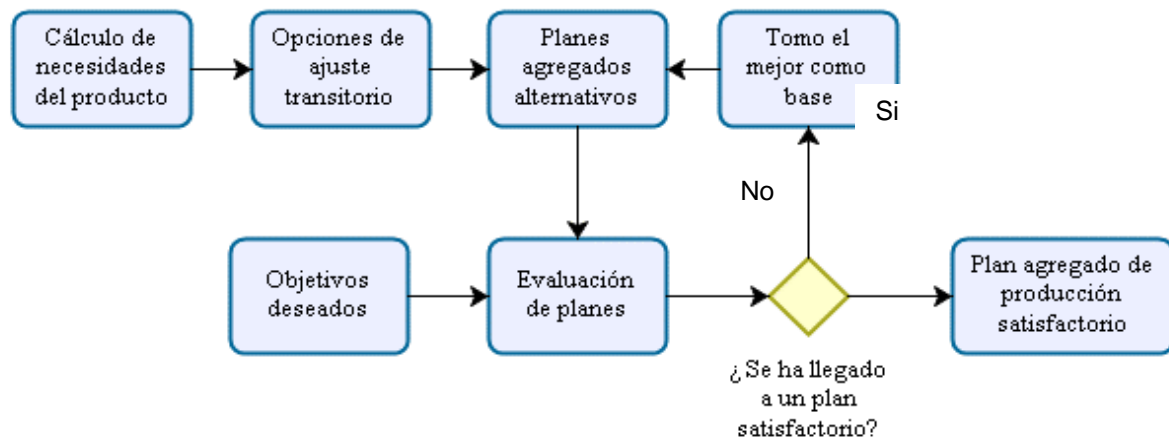 Cálculo de
necesidades
del producto
Opciones de
ajuste
transitorio
Planes
agregados
alternativos
Tomo el
mejor como
base
Si
No
Objetivos
deseados
Evaluación
de planes
¿Se ha llegado
a un plan
satisfactorio?
Plan agregado de
producción
satisfactorio